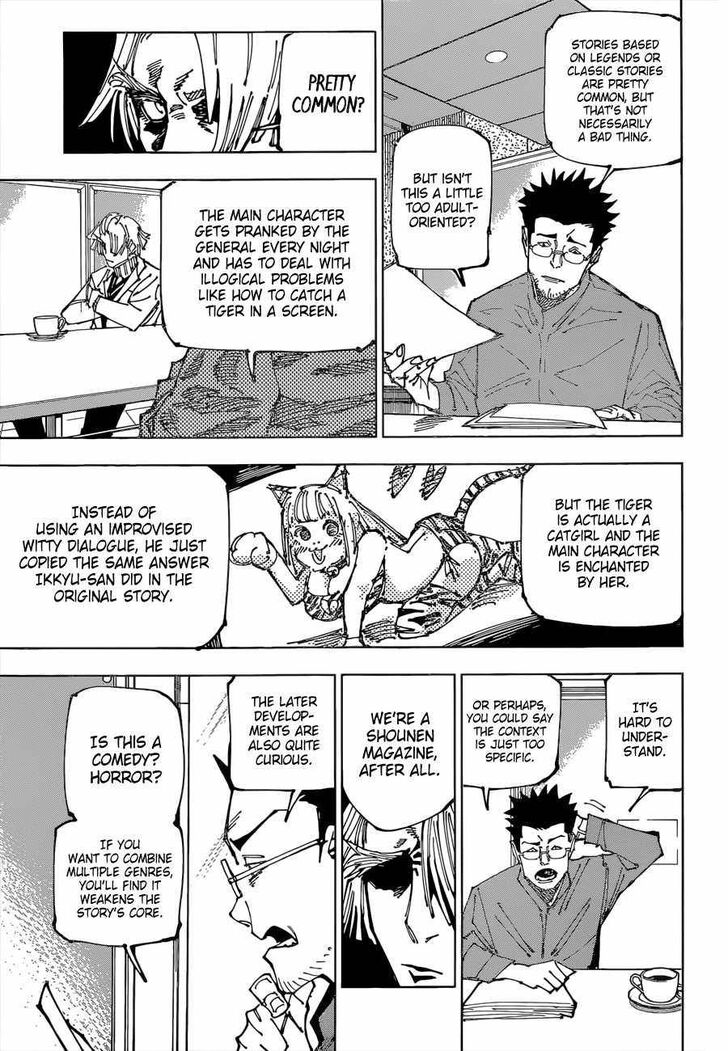 STORIES BASED
ON
LEGENDS OR
CLASSIC STORIES
ARE PRETTY
COMMON, BUT
THAT'S NOT
NECESSARILY
A BAD THING.
BUT ISN'T
THIS A LITTLE
TOO ADULT-
ORIENTED?
PRETTY
COMMON?
THE MAIN CHARACTER
GETS PRANKED BY THE
GENERAL EVERY NIGHT
AND HAS TO DEAL WITH
ILLOGICAL PROBLEMS
LIKE HOW TO CATCH A
TIGER IN A SCREEN.
BUT THE TIGER
IS ACTUALLY A
CATGIRL AND THE
MAIN CHARACTER
IS ENCHANTED
BY HER.
INSTEAD OF
USING AN IMPROVISED
WITTY DIALOGUE, HE JUST
COPIED THE SAME ANSWER
IKKYU-SAN DID IN THE
ORIGINAL STORY.
IT'S
HARD TO
UNDER-
STAND.
OR PERHAPS,
YOU COULD SAY
THE CONTEXT
IS JUST TOO
SPECIFIC.
WE'RE A
SHOUNEN
MAGAZINE,
AFTER ALL.
THE LATER
DEVELOP-
MENTS ARE
ALSO QUITE
CURIOUS.
IS THIS A
COMEDY?
HORROR?
IF YOU
WANT TO COMBINE
MULTIPLE GENRES,
YOU'LL FIND IT
WEAKENS THE
STORY'S CORE.